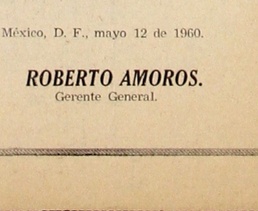 México, D. F., mayo 12 de 1960.
ROBERTO AMOROS.
Gerente General.